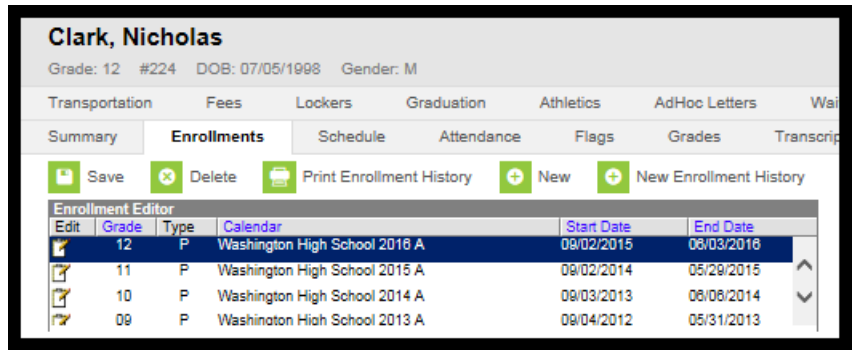 Clark, Nicholas
Grade: 12 #224 DOB: 07/05/1998 Gender: M
Transportation Fees Lockers Graduation Athletics AdHoc Letters Wai
Summary Enrollments Schedule Attendance Flags Grades Transcrip
Save Delete Print Enrollment History New New Enrollment History
Enrollment Editor
Edit Grade Type Calendar Start Date End Date
12 P Washington High School 2016 A 09/02/2015 06/03/2016
11 P Washington High School 2015 A 09/02/2014 05/29/2015
10 P Washington High School 2014 A 09/03/2013 06/06/2014
09 P Washington High School 2013 A 09/04/2012 05/31/2013